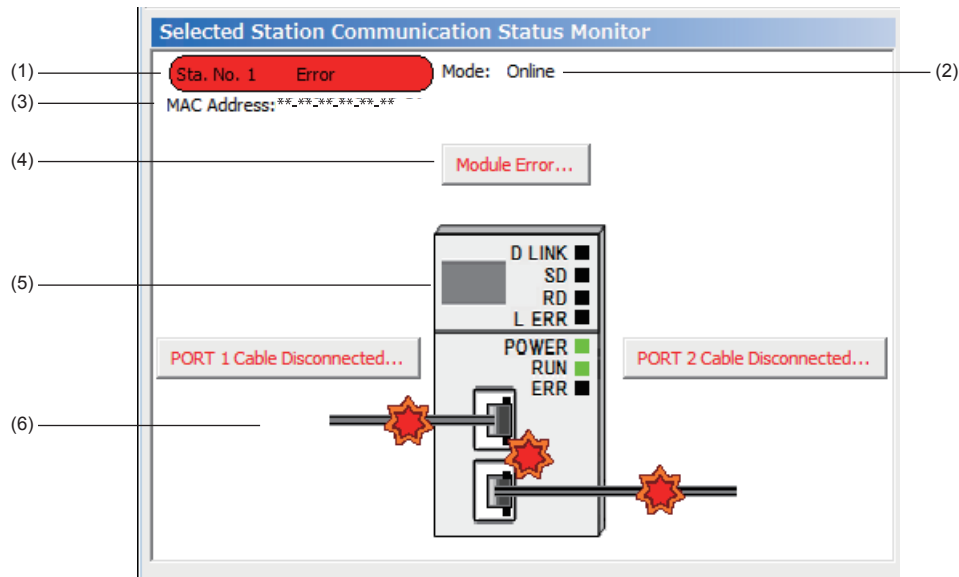 Selected Station Communication Status Monitor
(1)
Sta. No. 1 Error
Mode: Online
(2)
(3)
MAC Address:**-**-**-**-**-**
(4)
Module Error...
D LINK
(5)
SD
RD
L ERR
PORT 1 Cable Disconnected...
POWER
RUN
ERR
PORT 2 Cable Disconnected...
(6)